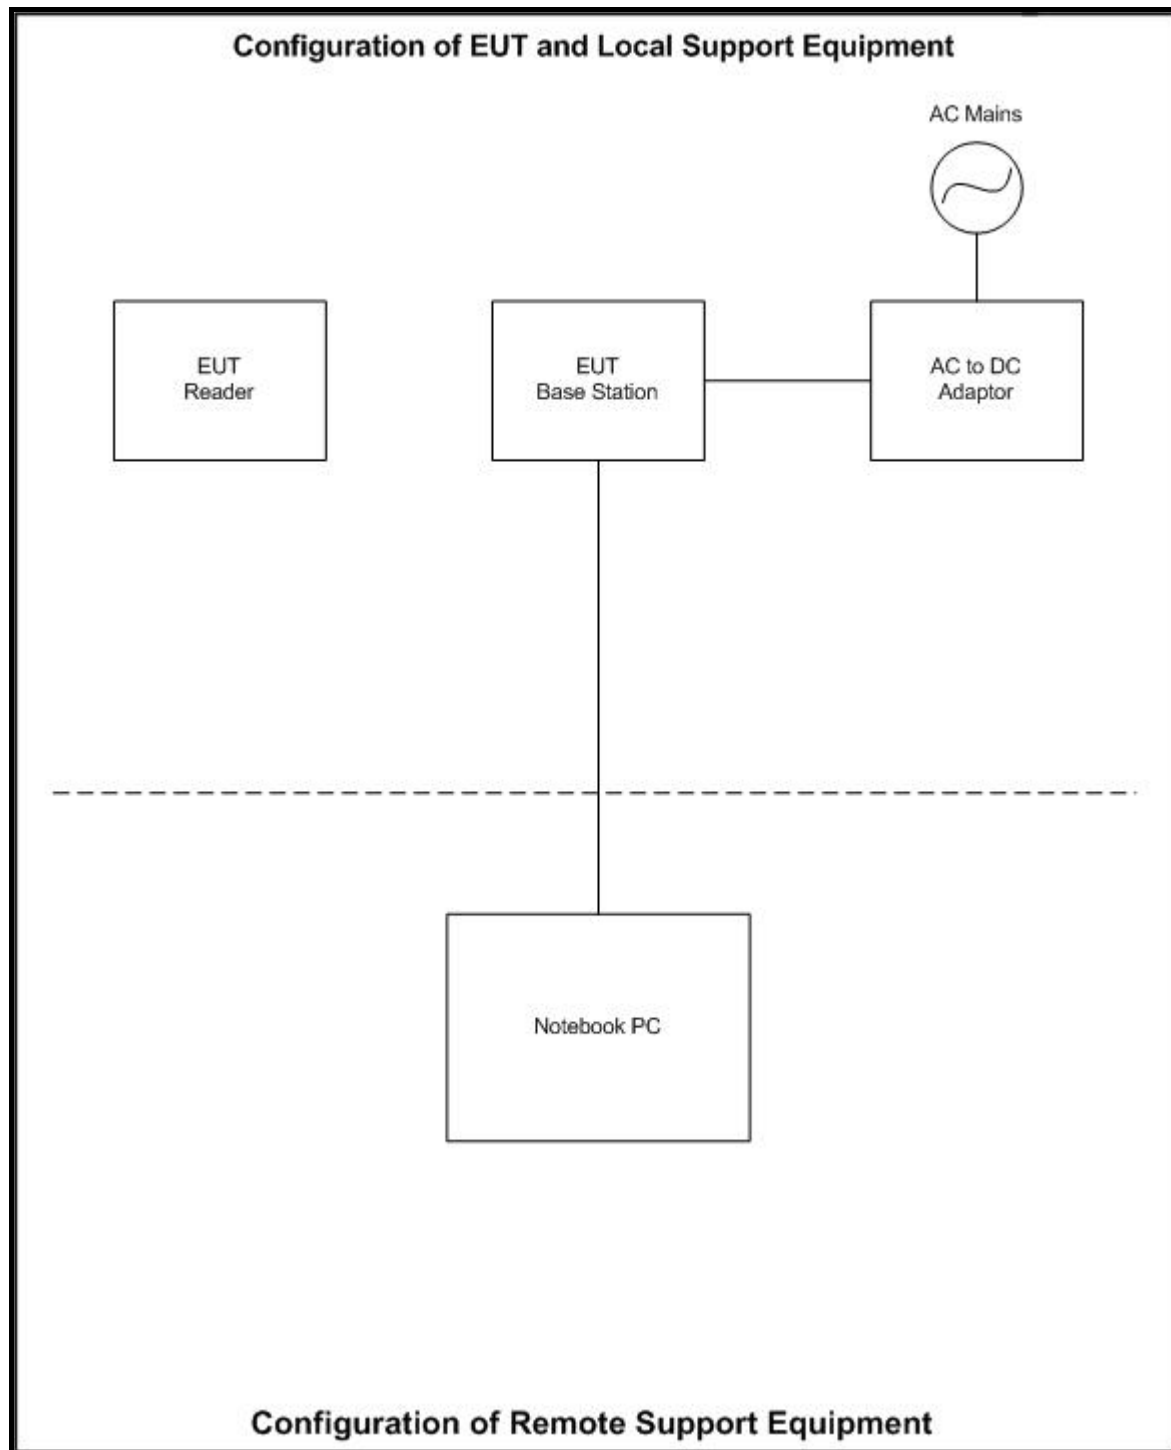 Configuration of EUT and Local Support Equipment
AC Mains
EUT
Reader
EUT
Base Station
AC to DC
Adaptor
Notebook PC
Configuration of Remote Support Equipment